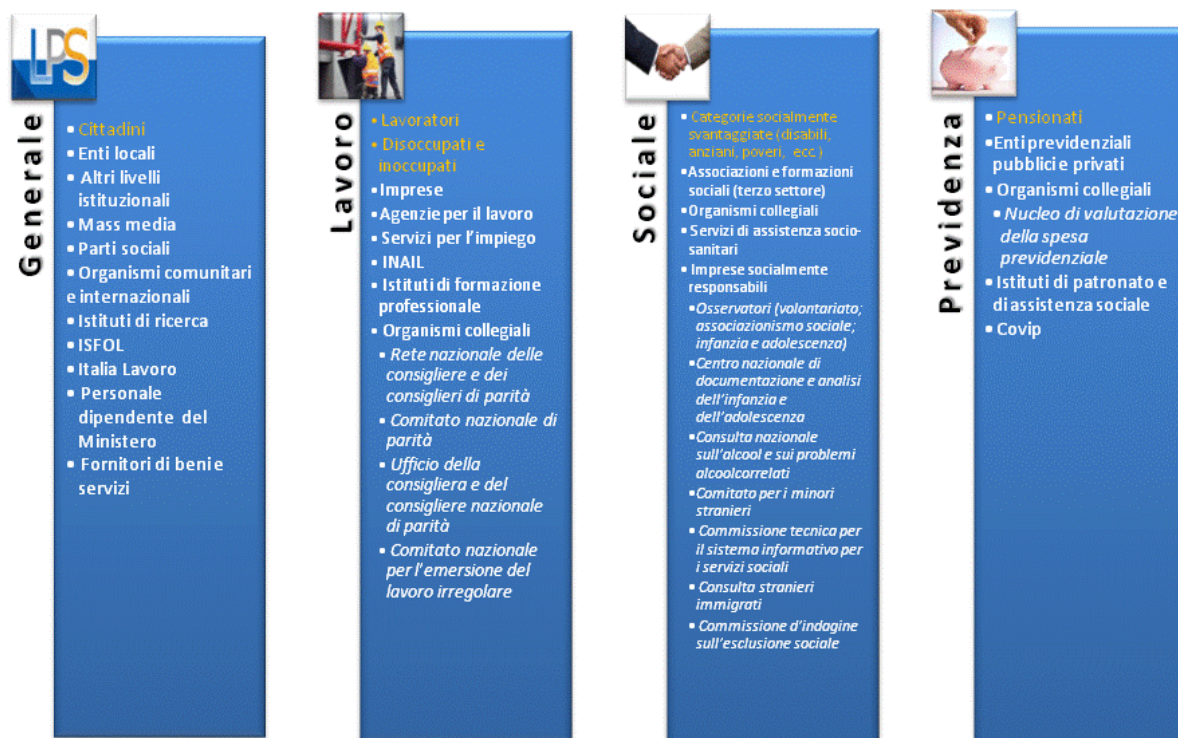 LPS
Generale
▪ Cittadini
▪ Enti locali
▪ Altri livelli
istituzionali
▪ Mass media
▪ Parti sociali
▪ Organismi comunitari
e internazionali
▪ Istituti di ricerca
▪ ISFOL
▪ Italia Lavoro
▪ Personale
dipendente del
Ministero
▪ Fornitori di beni e
servizi
Lavoro
▪ Lavoratori
▪ Disoccupati e
inoccupati
▪ Imprese
▪ Agenzie per il lavoro
▪ Servizi per l'impiego
▪ INAIL
▪ Istituti di formazione
professionale
▪ Organismi collegiali
▪ Rete nazionale delle
consigliere e dei
consiglieri di parità
▪ Comitato nazionale di
parità
▪ Ufficio della
consigliera e del
consigliere nazionale
di parità
▪ Comitato nazionale
per l'emersione del
lavoro irregolare
Sociale
▪ Categorie socialmente
svantaggiate (disabili,
anziani, poveri, ecc.)
▪ Associazioni e formazioni
sociali (terzo settore)
▪ Organismi collegiali
▪ Servizi di assistenza socio-
sanitari
▪ Imprese socialmente
responsabili
▪ Osservatori (volontariato;
associazionismo sociale;
infanzia e adolescenza)
▪ Centro nazionale di
documentazione e analisi
dell'infanzia e
dell'adolescenza
▪ Consulta nazionale
sull'alcool e sui problemi
alcoolcorrelati
▪ Comitato per i minori
stranieri
▪ Commissione tecnica per
il sistema informativo per
i servizi sociali
▪ Consulta stranieri
immigrati
▪ Commissione d'indagine
sull'esclusione sociale
Previdenza
▪ Pensionati
▪ Enti previdenziali
pubblici e privati
▪ Organismi collegiali
▪ Nucleo di valutazione
della spesa
previdenziale
▪ Istituti di patronato e
di assistenza sociale
▪ Covip